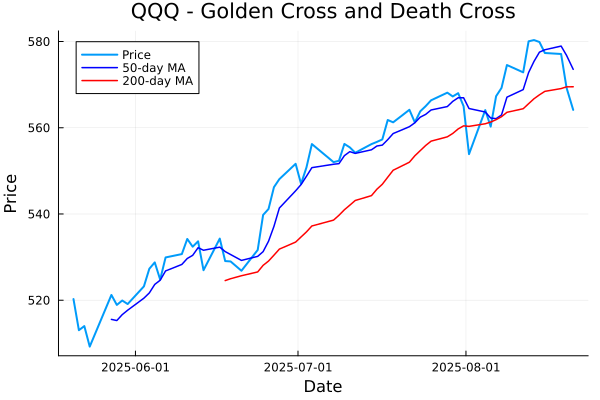 QQQ - Golden Cross and Death Cross
Price
50-day MA
200-day MA
580
560
540
520
Price
2025-06-01
2025-07-01
2025-08-01
Date